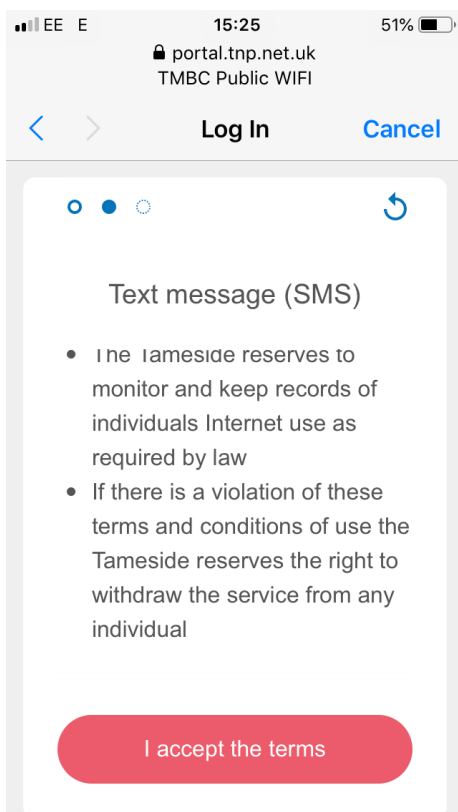 EE E 15:25 51%
portal.tnp.net.uk
TMBC Public WIFI
Log In Cancel
Text message (SMS)
The Tameside reserves to
monitor and keep records of
individuals Internet use as
required by law
If there is a violation of these
terms and conditions of use the
Tameside reserves the right to
withdraw the service from any
individual
I accept the terms